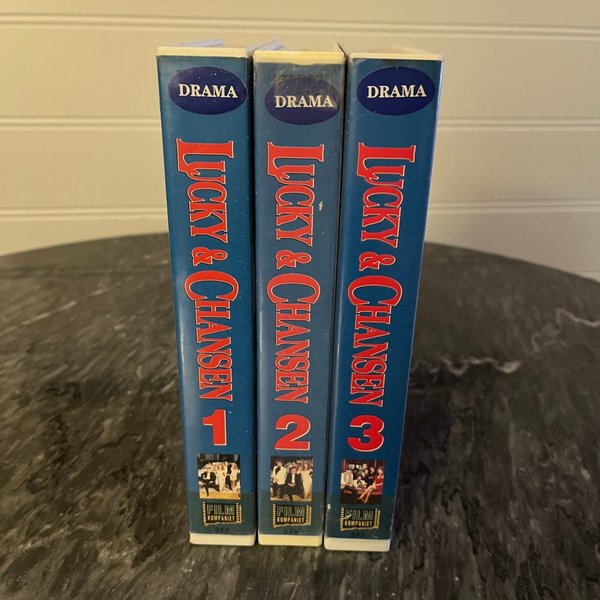 DRAMA
LUCKY & CHANSEN
1
FILM
KOMPANIET
DRAMA
LUCKY & CHANSEN
2
FILM
KOMPANIET
DRAMA
LUCKY & CHANSEN
3
FILM
KOMPANIET